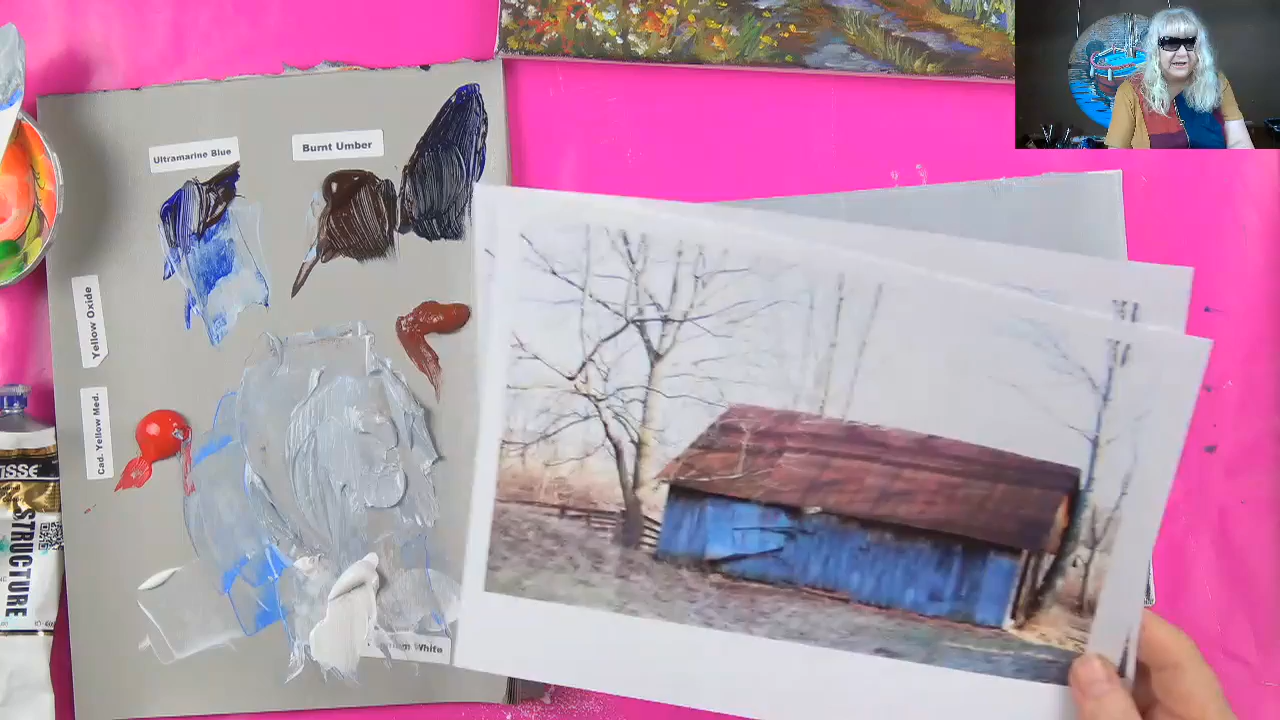 Ultramarine Blue
Burnt Umber
Yellow Oxide
Cad. Yellow Med.
White
STRUCTURE